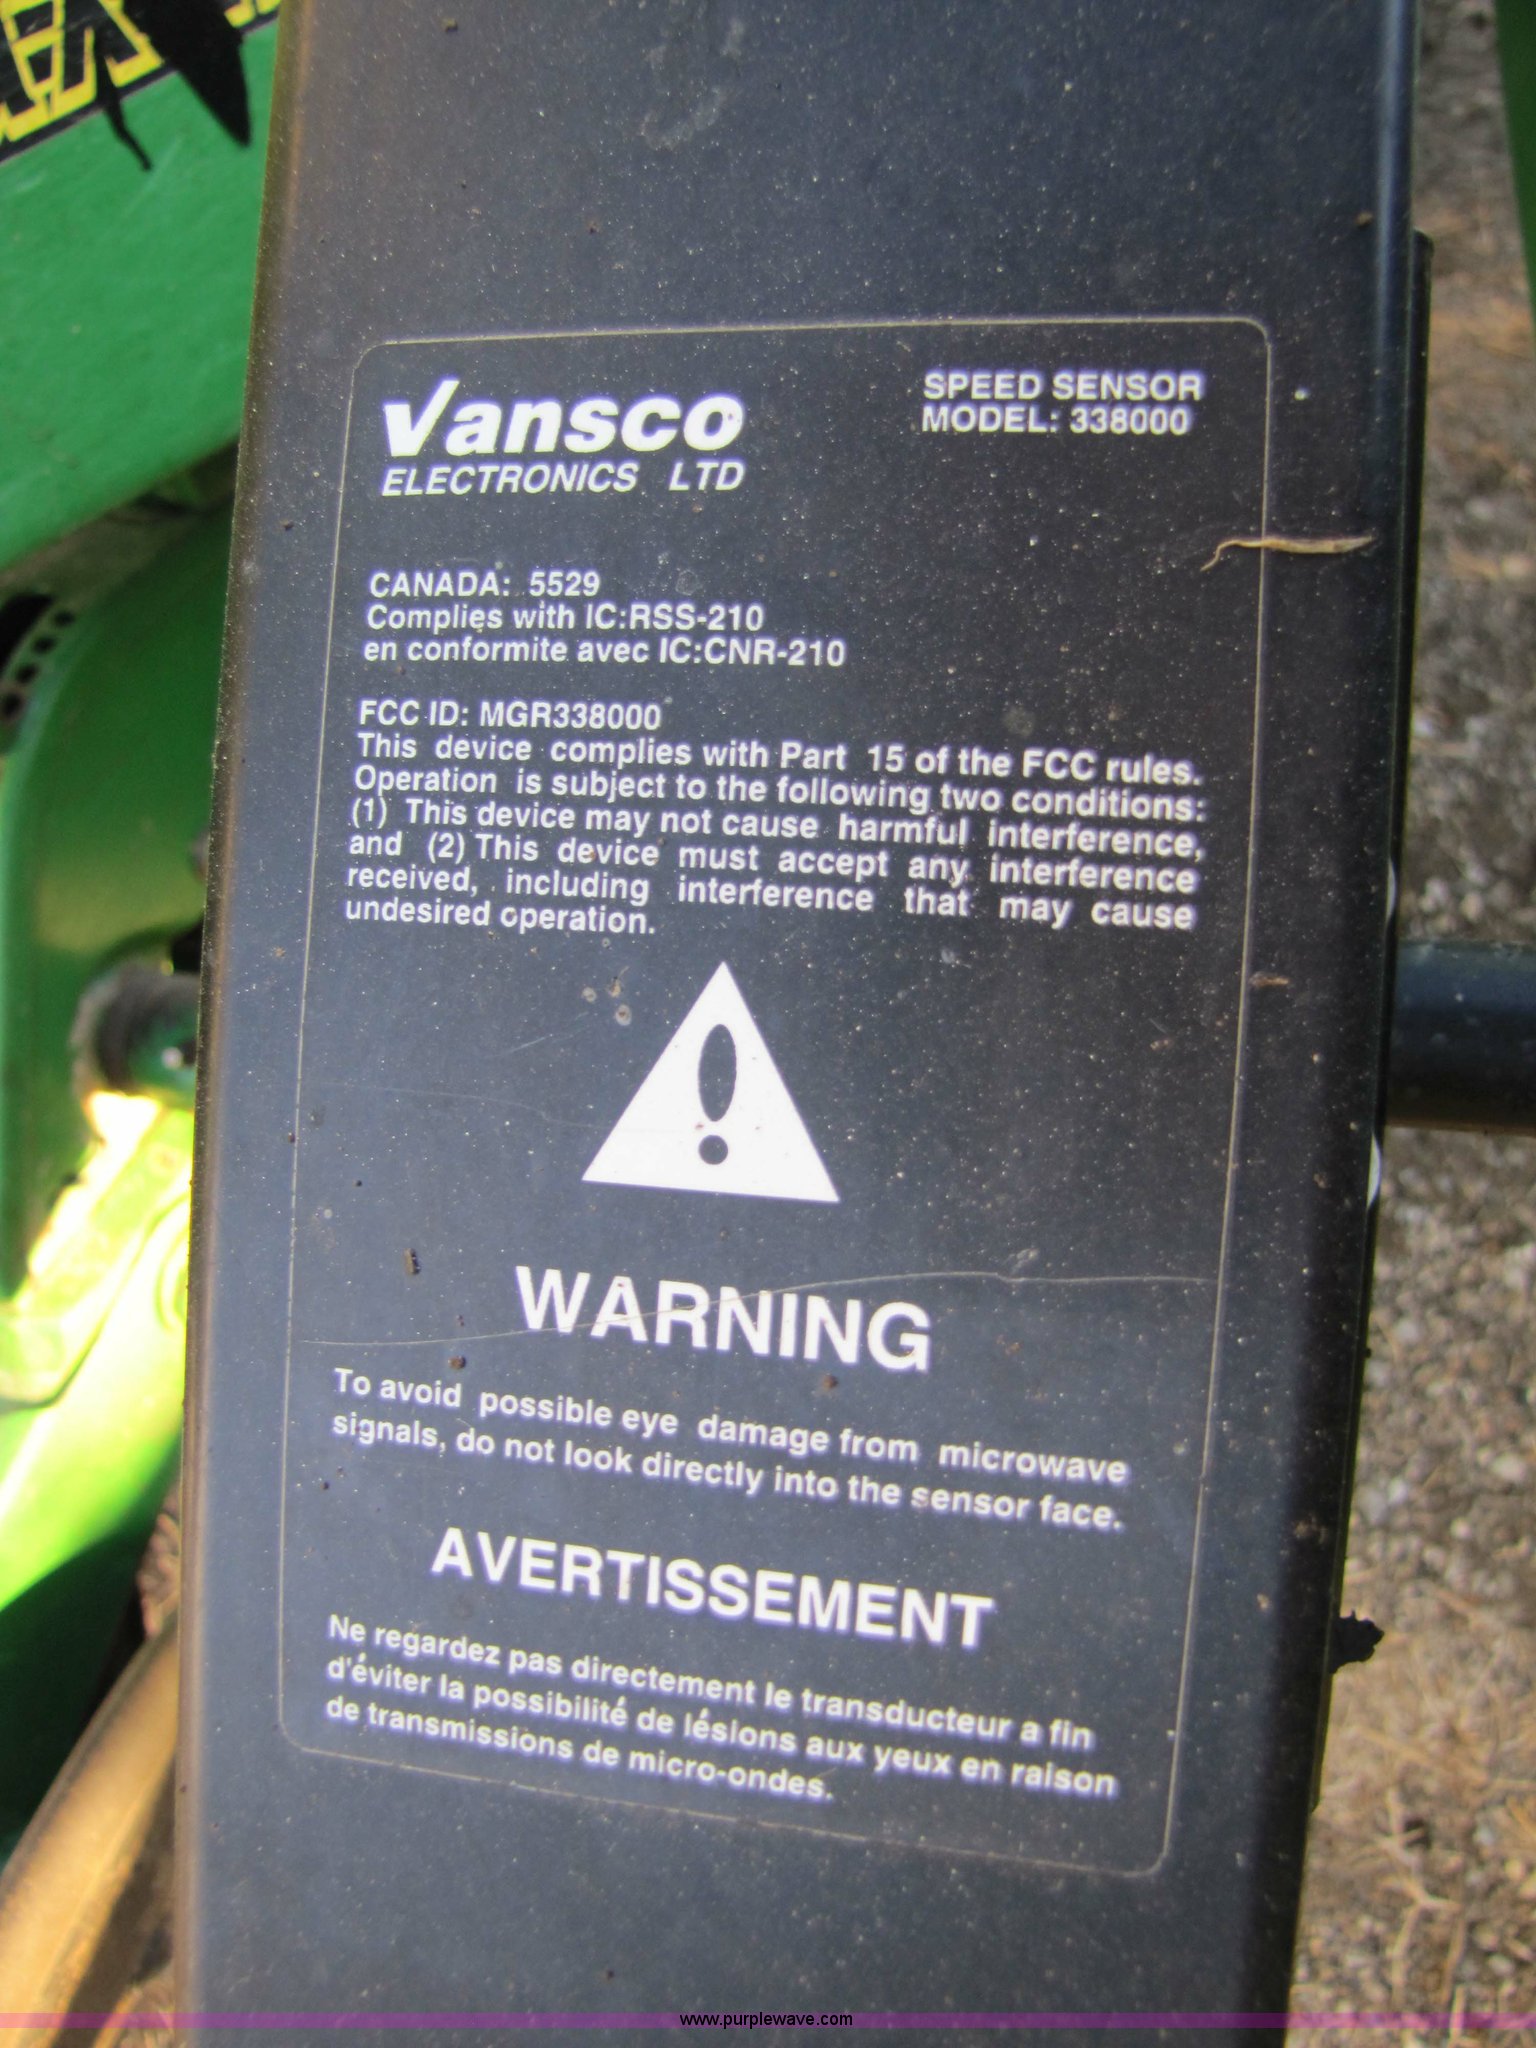 Vansco
ELECTRONICS LTD
SPEED SENSOR
MODEL: 338000
CANADA: 5529
Complies with IC:RSS-210
en conformite avec IC:CNR-210
FCC ID: MGR338000
This device complies with Part 15 of the FCC rules.
Operation is subject to the following two conditions:
(1) This device may not cause harmful interference,
and (2) This device must accept any interference
received, including interference that may cause
undesired operation.
WARNING
To avoid possible eye damage from microwave
signals, do not look directly into the sensor face.
AVERTISSEMENT
Ne regardez pas directement le transducteur a fin
d'éviter la possibilité de lésions aux yeux en raison
de transmissions de micro-ondes.
www.purplewave.com